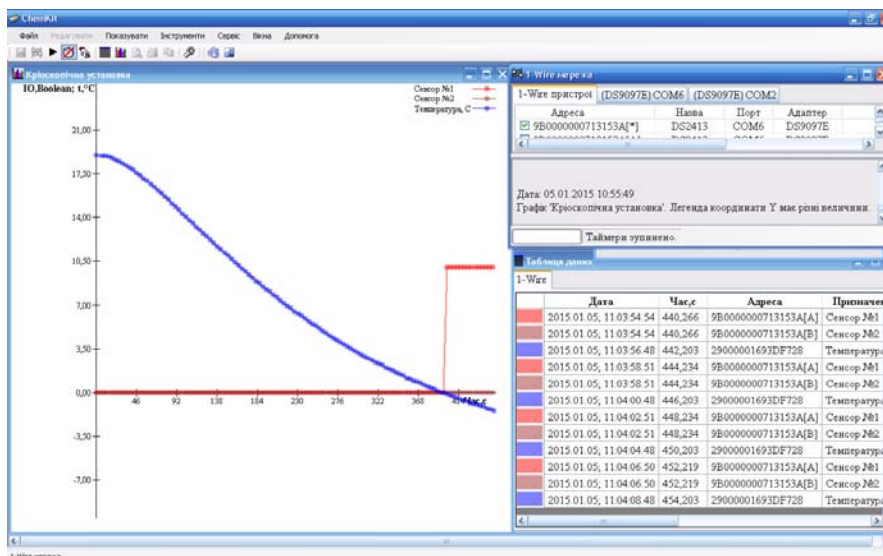 ChemKit
Файл Редагувати Показувати Інструменти Сервіс Вікна Допомога
Кріоскопічна установка
IO,Boolean; t,°C
Сенсор №1
Сенсор №2
Температура, С
21,00
17,50
14,00
10,50
7,00
3,50
0,00
-3,50
-7,00
46 92 138 184 230 276 322 368 Час,с
1-Wire мережа
1-Wire пристрої (DS9097E) COM6 (DS9097E) COM2
Адреса Назва Порт Адаптер
9B0000000713153A[*] DS2413 COM6 DS9097E
Дата: 05.01.2015 10:55:49
Графік 'Кріоскопічна установка'. Легенда координати Y має різні величини.
Таймери зупинено.
Таблиця даних
1-Wire
Дата Час,с Адреса Призначен
2015.01.05; 11:03:54.54 440,266 9B0000000713153A[A] Сенсор №1
2015.01.05; 11:03:54.54 440,266 9B0000000713153A[B] Сенсор №2
2015.01.05; 11:03:56.48 442,203 29000001693DF728 Температура
2015.01.05; 11:03:58.51 444,234 9B0000000713153A[A] Сенсор №1
2015.01.05; 11:03:58.51 444,234 9B0000000713153A[B] Сенсор №2
2015.01.05; 11:04:00.48 446,203 29000001693DF728 Температура
2015.01.05; 11:04:02.51 448,234 9B0000000713153A[A] Сенсор №1
2015.01.05; 11:04:02.51 448,234 9B0000000713153A[B] Сенсор №2
2015.01.05; 11:04:04.48 450,203 29000001693DF728 Температура
2015.01.05; 11:04:06.50 452,219 9B0000000713153A[A] Сенсор №1
2015.01.05; 11:04:06.50 452,219 9B0000000713153A[B] Сенсор №2
2015.01.05; 11:04:08.48 454,203 29000001693DF728 Температура